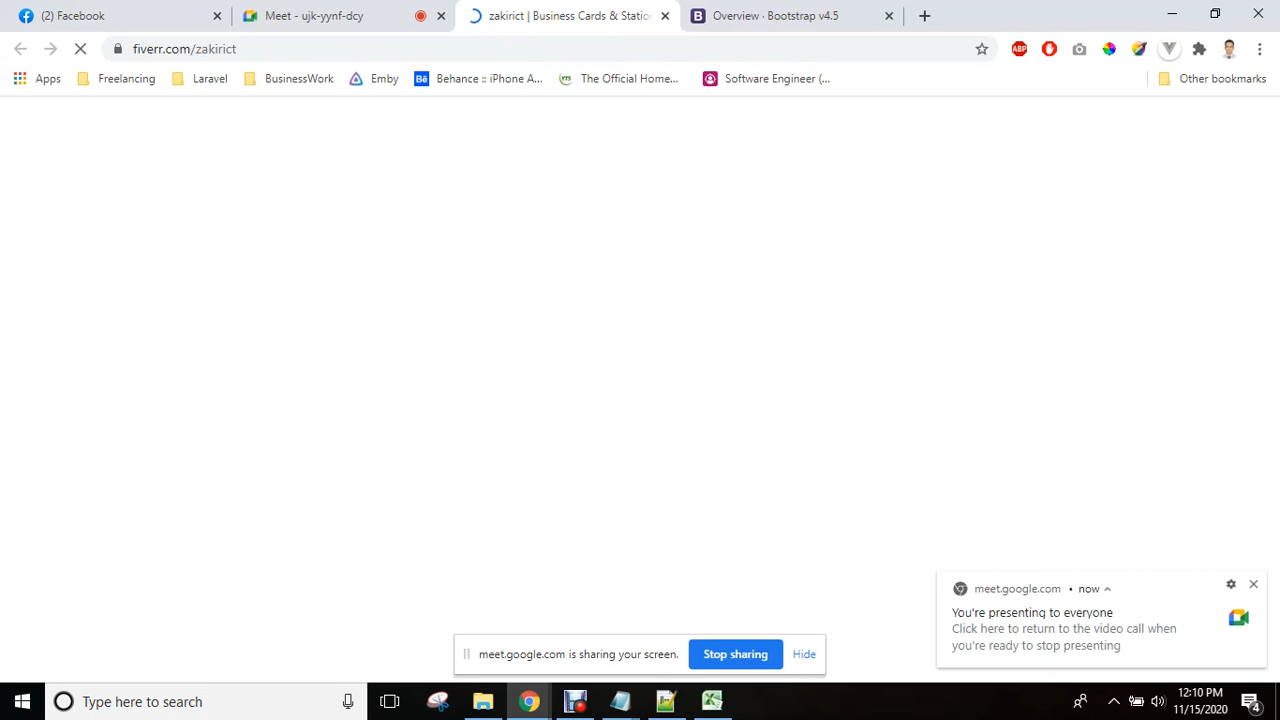 (2) Facebook
Meet - ujk-yynf-dcy
zakirict | Business Cards & Statio
Overview · Bootstrap v4.5
fiverr.com/zakirict
ABP
Apps
Freelancing
Laravel
BusinessWork
Emby
Bē
Behance :: iPhone A...
The Official Home...
Software Engineer (...
Other bookmarks
meet.google.com • now
You're presenting to everyone
Click here to return to the video call when
you're ready to stop presenting
meet.google.com is sharing your screen.
Stop sharing
Hide
Type here to search
12:10 PM
11/15/2020
4